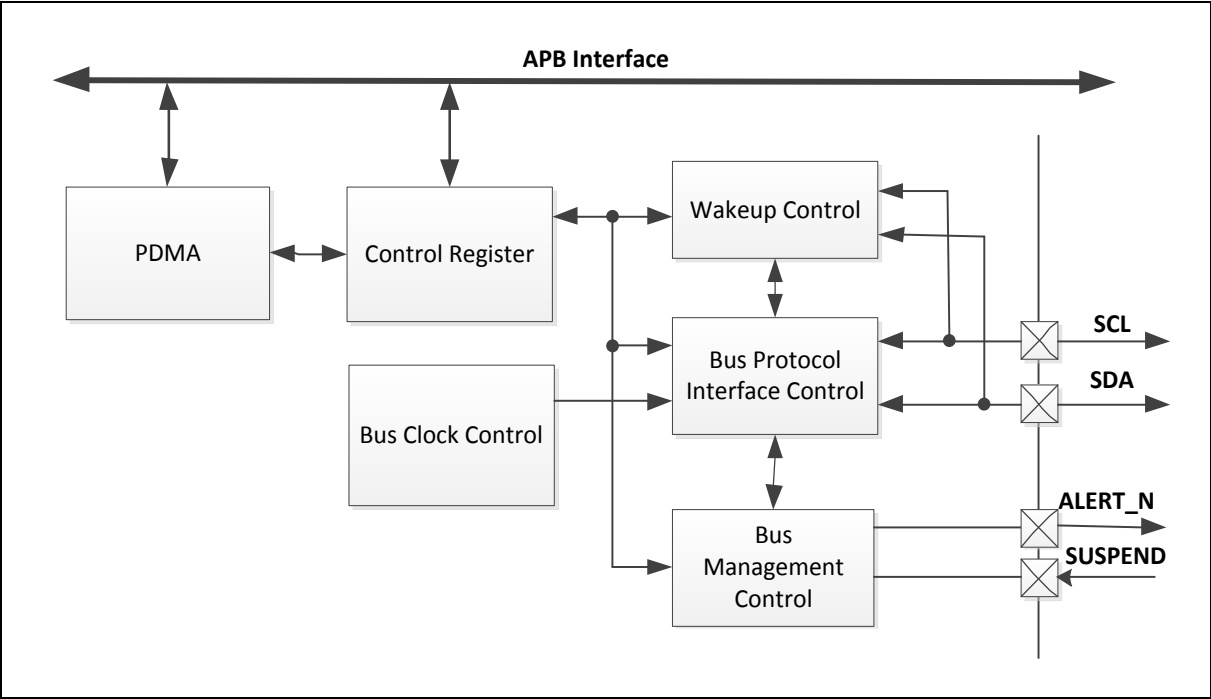 APB Interface
PDMA
Control Register
Wakeup Control
Bus Protocol
Interface Control
Bus Clock Control
Bus
Management
Control
SCL
SDA
ALERT_N
SUSPEND